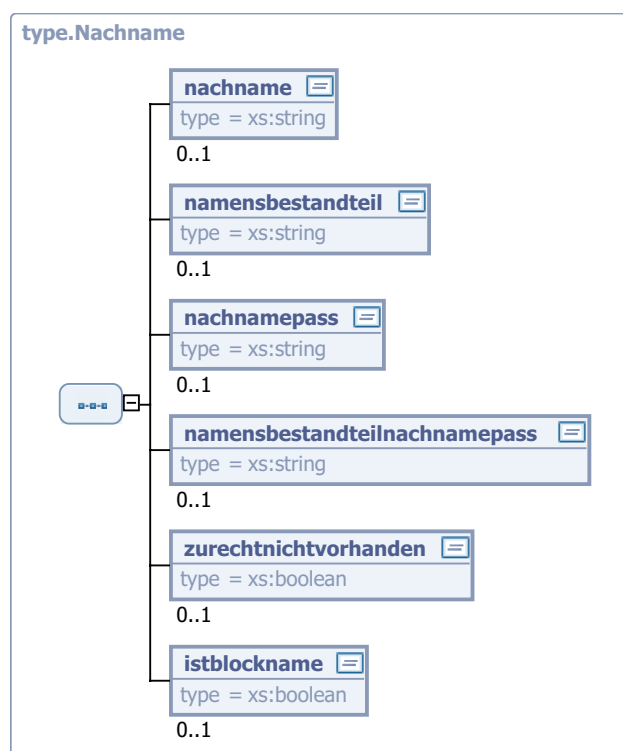 type.Nachname
nachname
type = xs:string
0..1
namensbestandteil
type = xs:string
0..1
nachnamepass
type = xs:string
0..1
namensbestandteilnachnamepass
type = xs:string
0..1
zurechtnichtvorhanden
type = xs:boolean
0..1
istblockname
type = xs:boolean
0..1